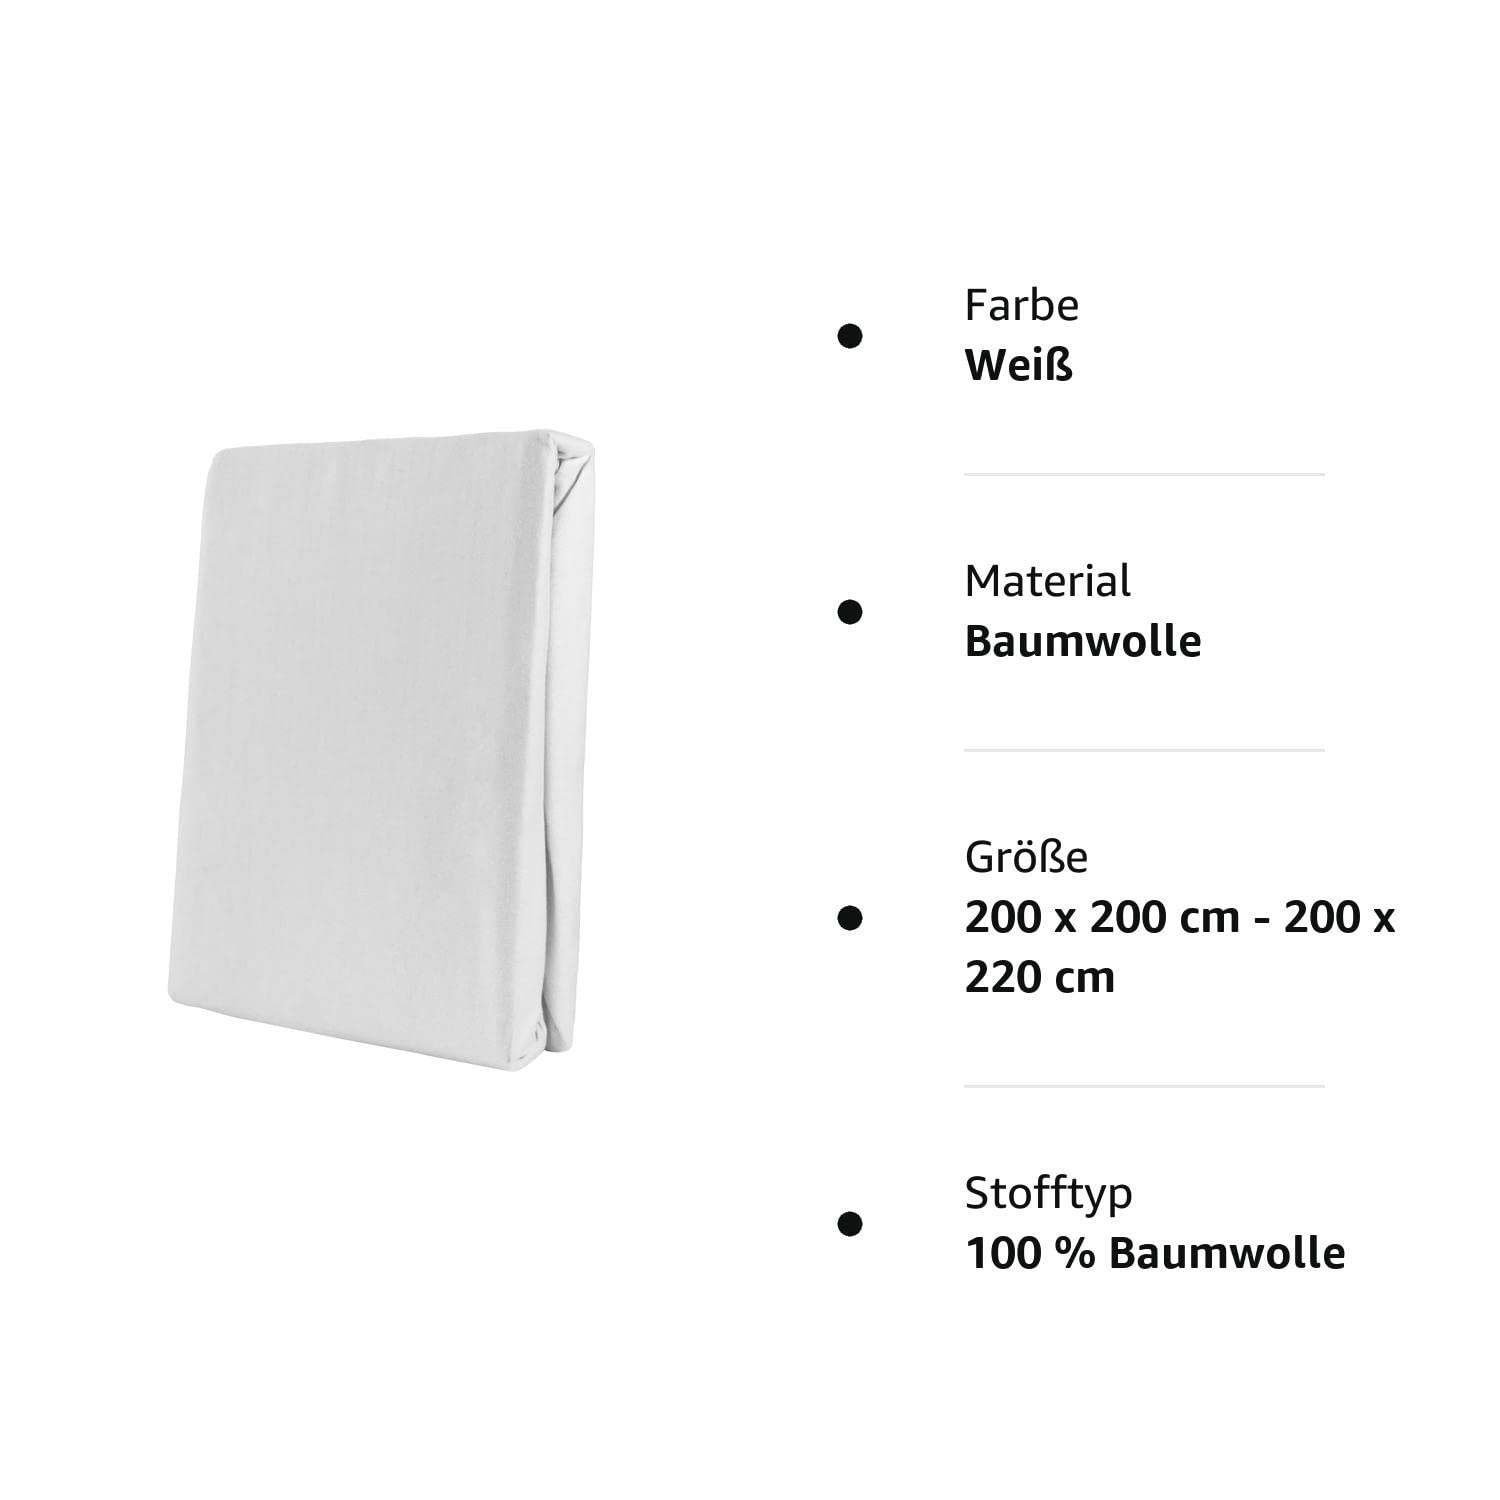 Farbe
Weiß
Material
Baumwolle
Größe
200 x 200 cm - 200 x
220 cm
Stofftyp
100 % Baumwolle